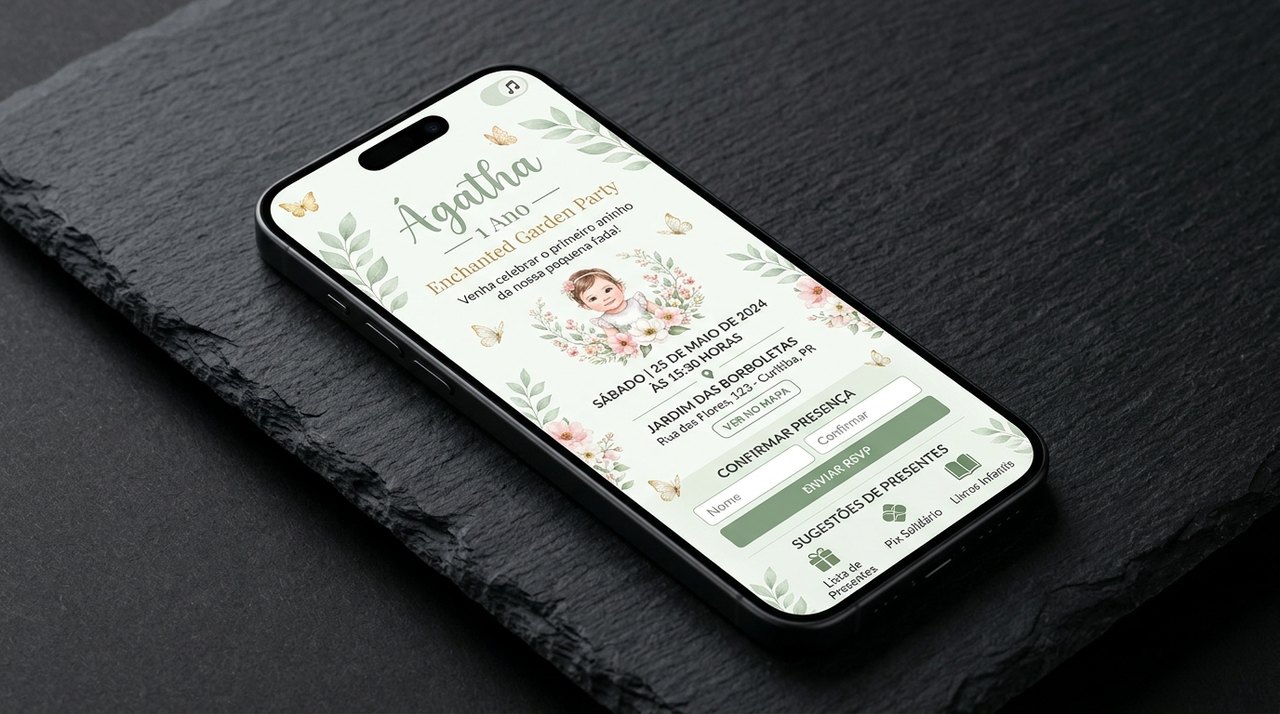 Ágatha
1 Ano
Enchanted Garden Party
Venha celebrar o primeiro aninho
da nossa poquena fada!
SÁBADO | 25 DE MAIO DE 2024
ÀS 15:30 HORAS
JARDIM DAS BORBOLETAS
Rua das Flores, 123 - Curitiba, PR
VER NO MAPA
CONFIRMAR PRESENÇA
Nome
Confirmar
ENVIAR RSVP
SUGESTÕES DE PRESENTES
Lista de
Presentes
Pix Solidário
Livros Infantis